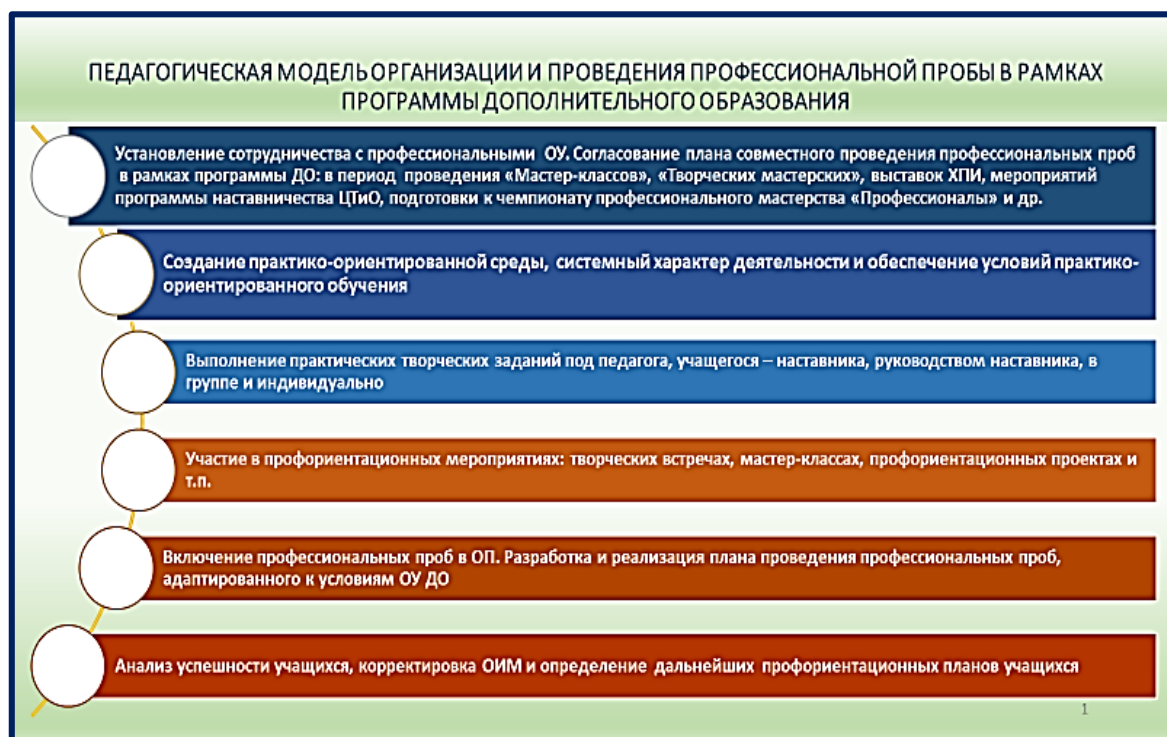 ПЕДАГОГИЧЕСКАЯ МОДЕЛЬ ОРГАНИЗАЦИИ И ПРОВЕДЕНИЯ ПРОФЕССИОНАЛЬНОЙ ПРОБЫ В РАМКАХ
ПРОГРАММЫ ДОПОЛНИТЕЛЬНОГО ОБРАЗОВАНИЯ
Установление сотрудничества с профессиональными ОУ. Согласование плана совместного проведения профессиональных проб
в рамках программы ДО: в период проведения «Мастер-классов», «Творческих мастерских», выставок ХПИ, мероприятий
программы наставничества ЦТиО, подготовки к чемпионату профессионального мастерства «Профессионалы» и др.
Создание практико-ориентированной среды, системный характер деятельности и обеспечение условий практико-
ориентированного обучения
Выполнение практических творческих заданий под педагога, учащегося – наставника, руководством наставника, в
группе и индивидуально
Участие в профориентационных мероприятиях: творческих встречах, мастер-классах, профориентационных проектах и
т.п.
Включение профессиональных проб в ОП. Разработка и реализация плана проведения профессиональных проб,
адаптированного к условиям ОУ ДО
Анализ успешности учащихся, корректировка ОИМ и определение дальнейших профориентационных планов учащихся
1